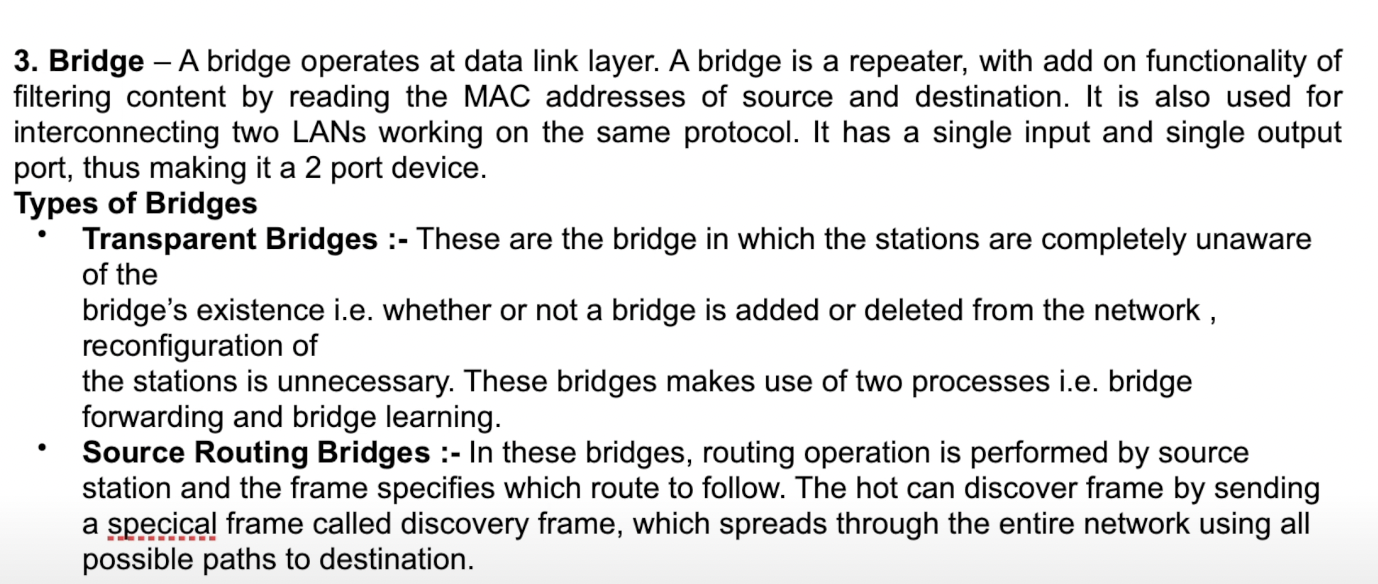 3. Bridge – A bridge operates at data link layer. A bridge is a repeater, with add on functionality of
filtering content by reading the MAC addresses of source and destination. It is also used for
interconnecting two LANs working on the same protocol. It has a single input and single output
port, thus making it a 2 port device.
Types of Bridges
• Transparent Bridges :- These are the bridge in which the stations are completely unaware
of the
bridge’s existence i.e. whether or not a bridge is added or deleted from the network ,
reconfiguration of
the stations is unnecessary. These bridges makes use of two processes i.e. bridge
forwarding and bridge learning.
• Source Routing Bridges :- In these bridges, routing operation is performed by source
station and the frame specifies which route to follow. The hot can discover frame by sending
a specical frame called discovery frame, which spreads through the entire network using all
possible paths to destination.